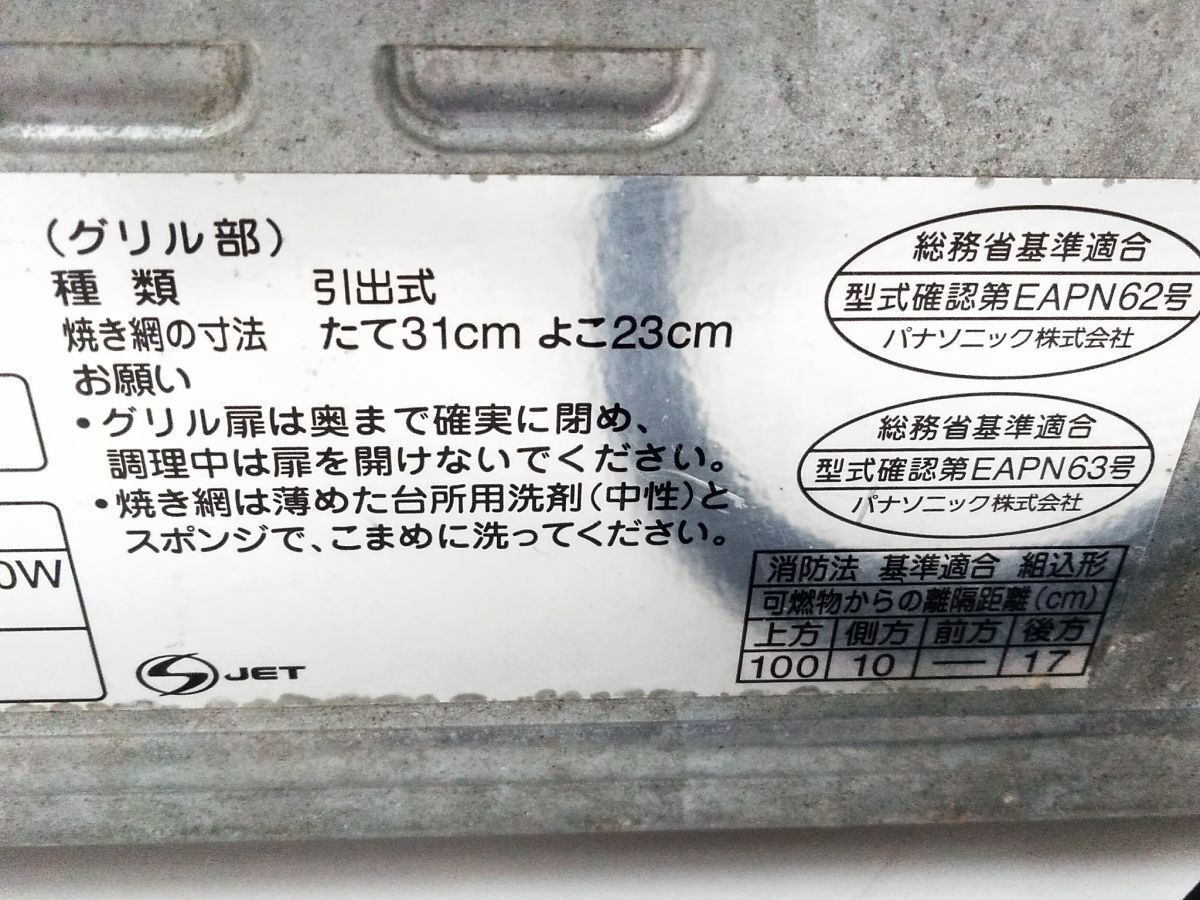 (グリル部)
種 類 引出式
焼き網の寸法 たて31cm よこ23cm
お願い
・グリル扉は奥まで確実に閉め、
調理中は扉を開けないでください。
・焼き網は薄めた台所用洗剤(中性)と
スポンジで、こまめに洗ってください。
0W
S JET
総務省基準適合
型式確認第EAPN62号
パナソニック株式会社
総務省基準適合
型式確認第EAPN63号
パナソニック株式会社
消防法 基準適合 組込形
可燃物からの離隔距離(cm)
上方 側方 前方 後方
100 10 — 17